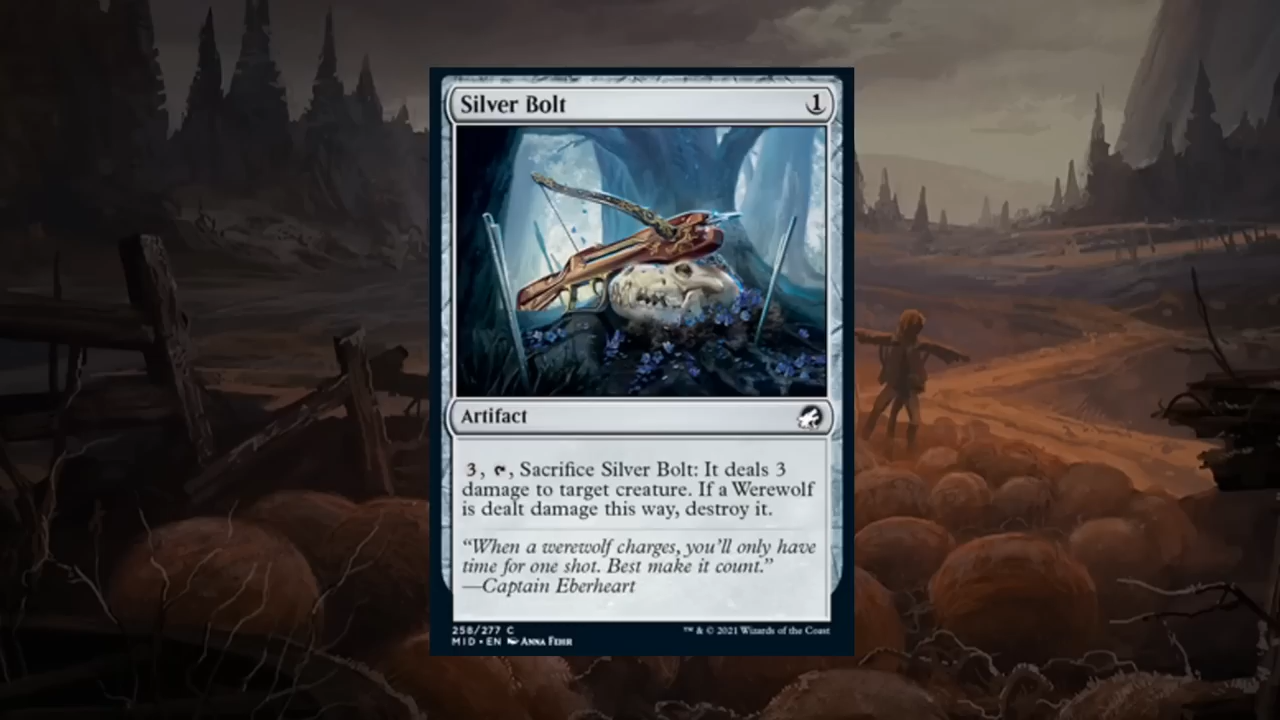 Silver Bolt 1
Artifact
3, T, Sacrifice Silver Bolt: It deals 3
damage to target creature. If a Werewolf
is dealt damage this way, destroy it.
“When a werewolf charges, you’ll only have
time for one shot. Best make it count.”
—Captain Eberheart
258/277 C ™ & © 2021 Wizards of the Coast
MID • EN Anna Fehr